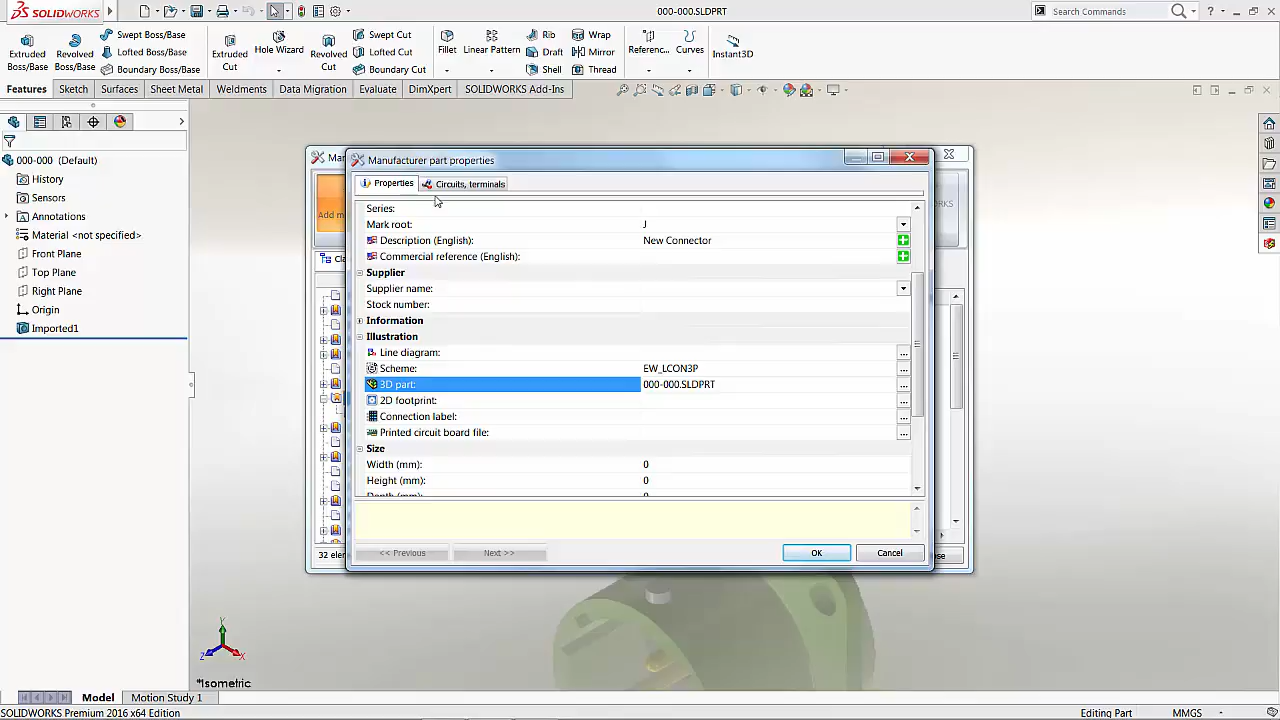 SOLIDWORKS
000-000.SLDPRT
Search Commands
Extruded Boss/Base
Revolved Boss/Base
Swept Boss/Base
Lofted Boss/Base
Boundary Boss/Base
Extruded Cut
Hole Wizard
Revolved Cut
Swept Cut
Lofted Cut
Boundary Cut
Fillet
Linear Pattern
Rib
Draft
Shell
Wrap
Mirror
Thread
Referenc...
Curves
Instant3D
Features
Sketch
Surfaces
Sheet Metal
Weldments
Data Migration
DimXpert
Evaluate
SOLIDWORKS Add-Ins
000-000 (Default)
History
Sensors
Annotations
Material <not specified>
Front Plane
Top Plane
Right Plane
Origin
Imported1
Manufacturer part properties
Properties
Circuits, terminals
Series:
Mark root: J
Description (English): New Connector
Commercial reference (English):
Supplier
Supplier name:
Stock number:
Information
Illustration
Line diagram:
Scheme: EW_LCON3P
3D part: 000-000.SLDPRT
2D footprint:
Connection label:
Printed circuit board file:
Size
Width (mm): 0
Height (mm): 0
<< Previous
Next >>
OK
Cancel
*Isometric
Model
Motion Study 1
SOLIDWORKS Premium 2016 x64 Edition
Editing Part
MMGS